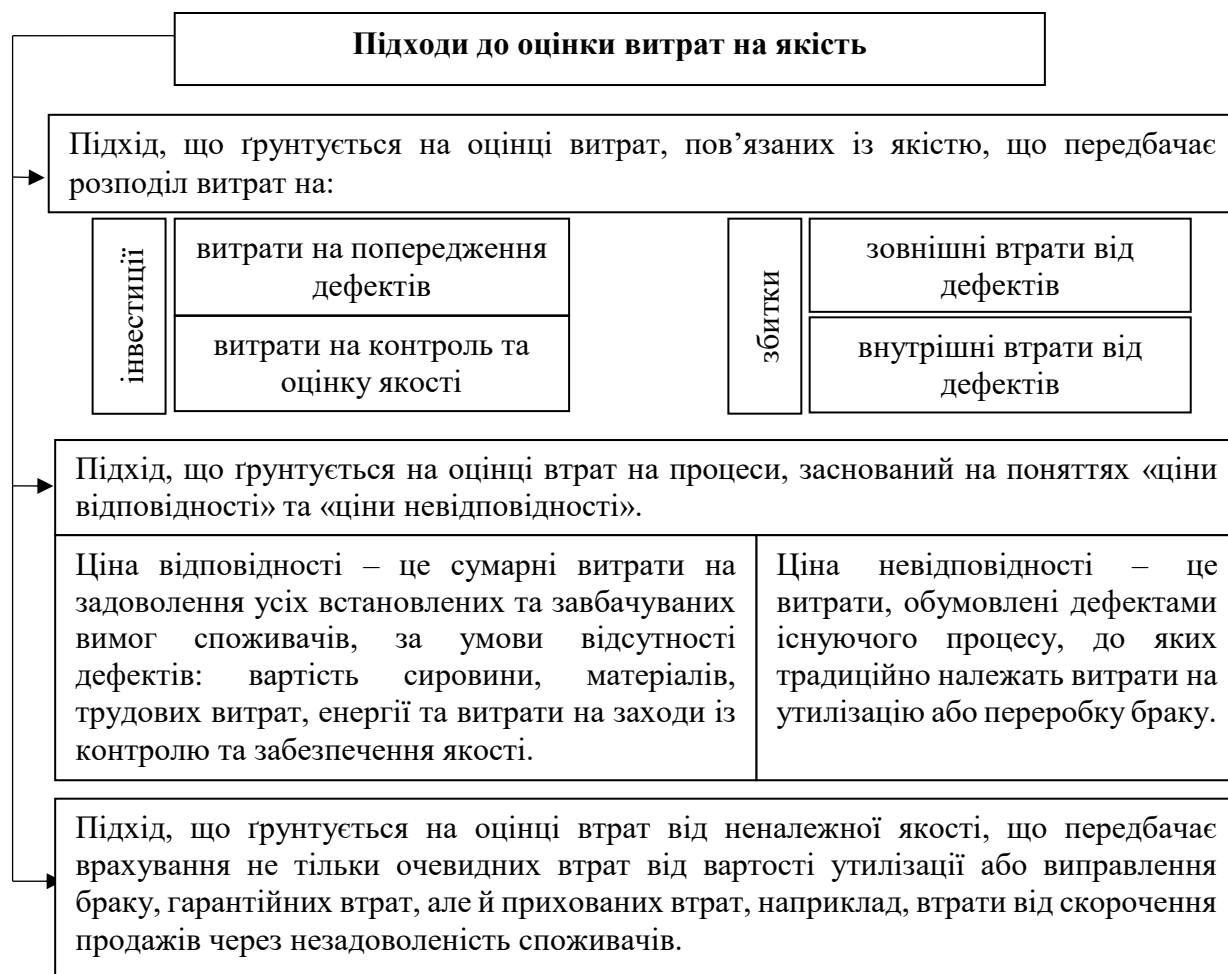 Підходи до оцінки витрат на якість
Підхід, що ґрунтується на оцінці витрат, пов’язаних із якістю, що передбачає
розподіл витрат на:
інвестиції
витрати на попередження
дефектів
витрати на контроль та
оцінку якості
збитки
зовнішні втрати від
дефектів
внутрішні втрати від
дефектів
Підхід, що ґрунтується на оцінці втрат на процеси, заснований на поняттях «ціни
відповідності» та «ціни невідповідності».
Ціна відповідності – це сумарні витрати на
задоволення усіх встановлених та завбачуваних
вимог споживачів, за умови відсутності
дефектів: вартість сировини, матеріалів,
трудових витрат, енергії та витрати на заходи із
контролю та забезпечення якості.
Ціна невідповідності – це
витрати, обумовлені дефектами
існуючого процесу, до яких
традиційно належать витрати на
утилізацію або переробку браку.
Підхід, що ґрунтується на оцінці втрат від неналежної якості, що передбачає
врахування не тільки очевидних втрат від вартості утилізації або виправлення
браку, гарантійних втрат, але й прихованих втрат, наприклад, втрати від скорочення
продажів через незадоволеність споживачів.